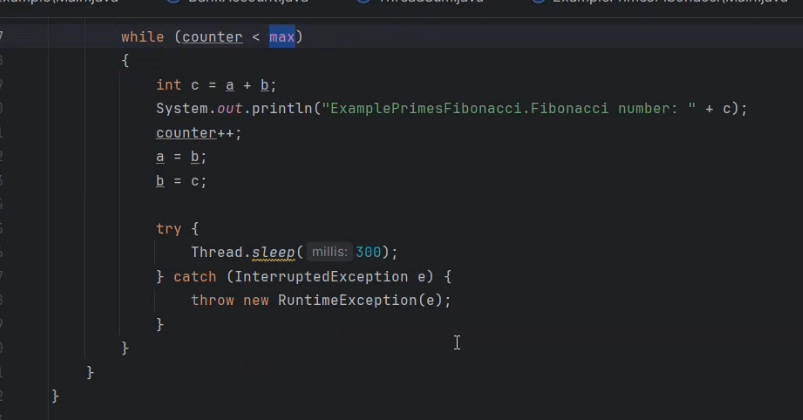 while (counter < max)
{
int c = a + b;
System.out.println("ExamplePrimesFibonacci.Fibonacci number: " + c);
counter++;
a = b;
b = c;
try {
Thread.sleep( millis: 300);
} catch (InterruptedException e) {
throw new RuntimeException(e);
}
}
}
}